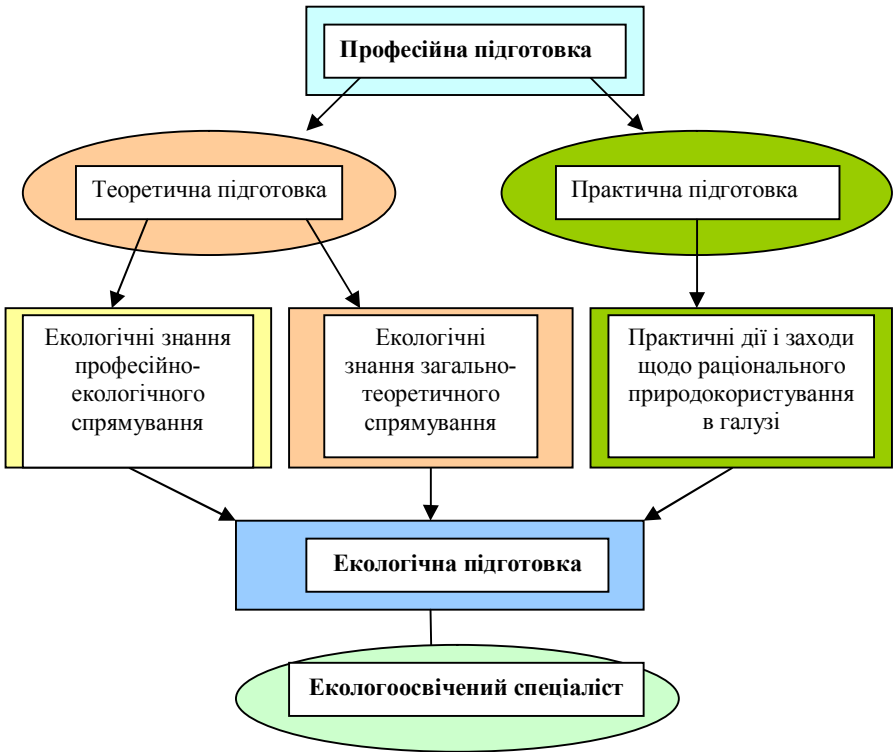 Професійна підготовка
Теоретична підготовка
Практична підготовка
Екологічні знання
професійно-
екологічного
спрямування
Екологічні
знання загально-
теоретичного
спрямування
Практичні дії і заходи
щодо раціонального
природокористування
в галузі
Екологічна підготовка
Екологоосвічений спеціаліст